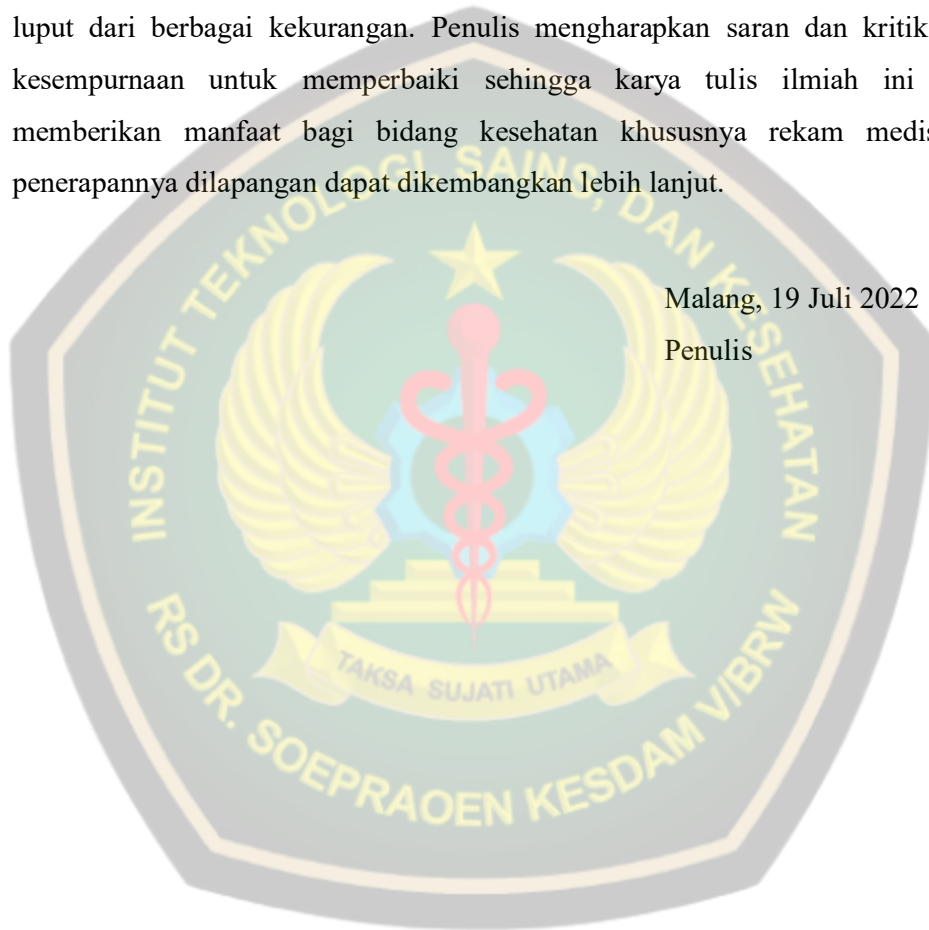 luput dari berbagai kekurangan. Penulis mengharapkan saran dan kritik
kesempurnaan untuk memperbaiki sehingga karya tulis ilmiah ini
memberikan manfaat bagi bidang kesehatan khususnya rekam medis
penerapannya dilapangan dapat dikembangkan lebih lanjut.
Malang, 19 Juli 2022
Penulis
INSTITUT TEKNOLOGI, SAINS, DAN KESEHATAN
TAKSA SUJATI UTAMA
RS DR. SOEPRAOEN KESDAM V/BRW